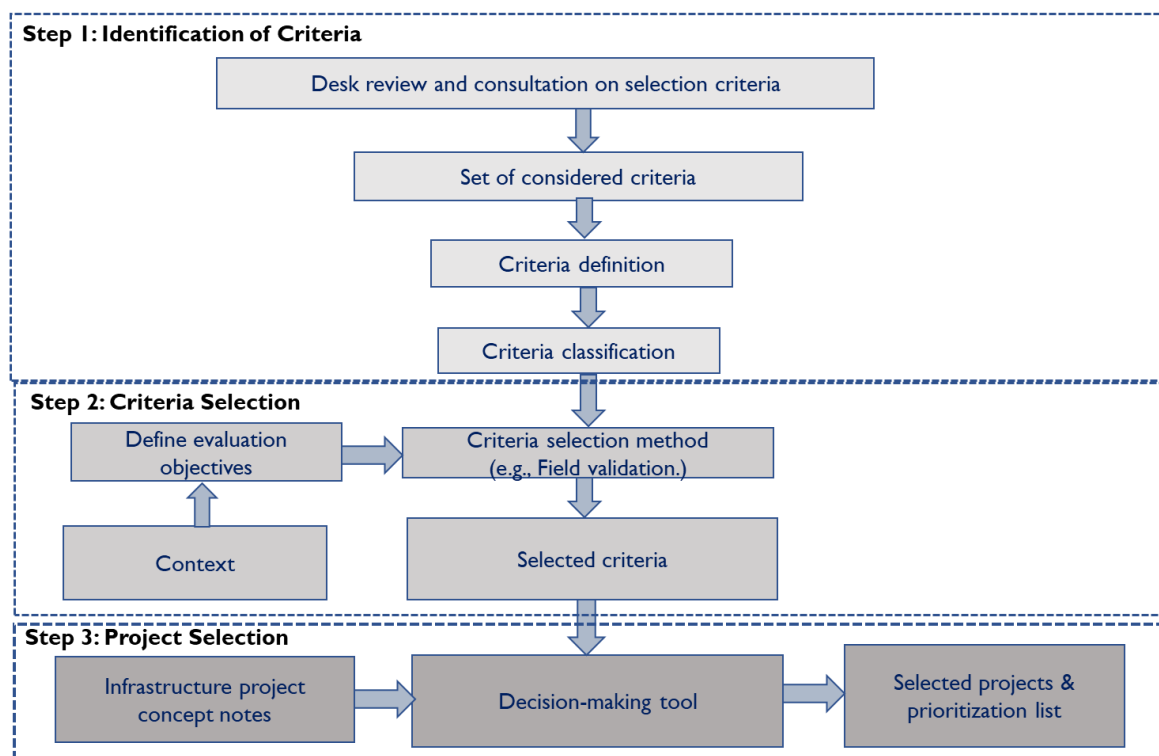 Step 1: Identification of Criteria
Desk review and consultation on selection criteria
Set of considered criteria
Criteria definition
Criteria classification
Step 2: Criteria Selection
Define evaluation
objectives
Criteria selection method
(e.g., Field validation.)
Context
Selected criteria
Step 3: Project Selection
Infrastructure project
concept notes
Decision-making tool
Selected projects &
prioritization list